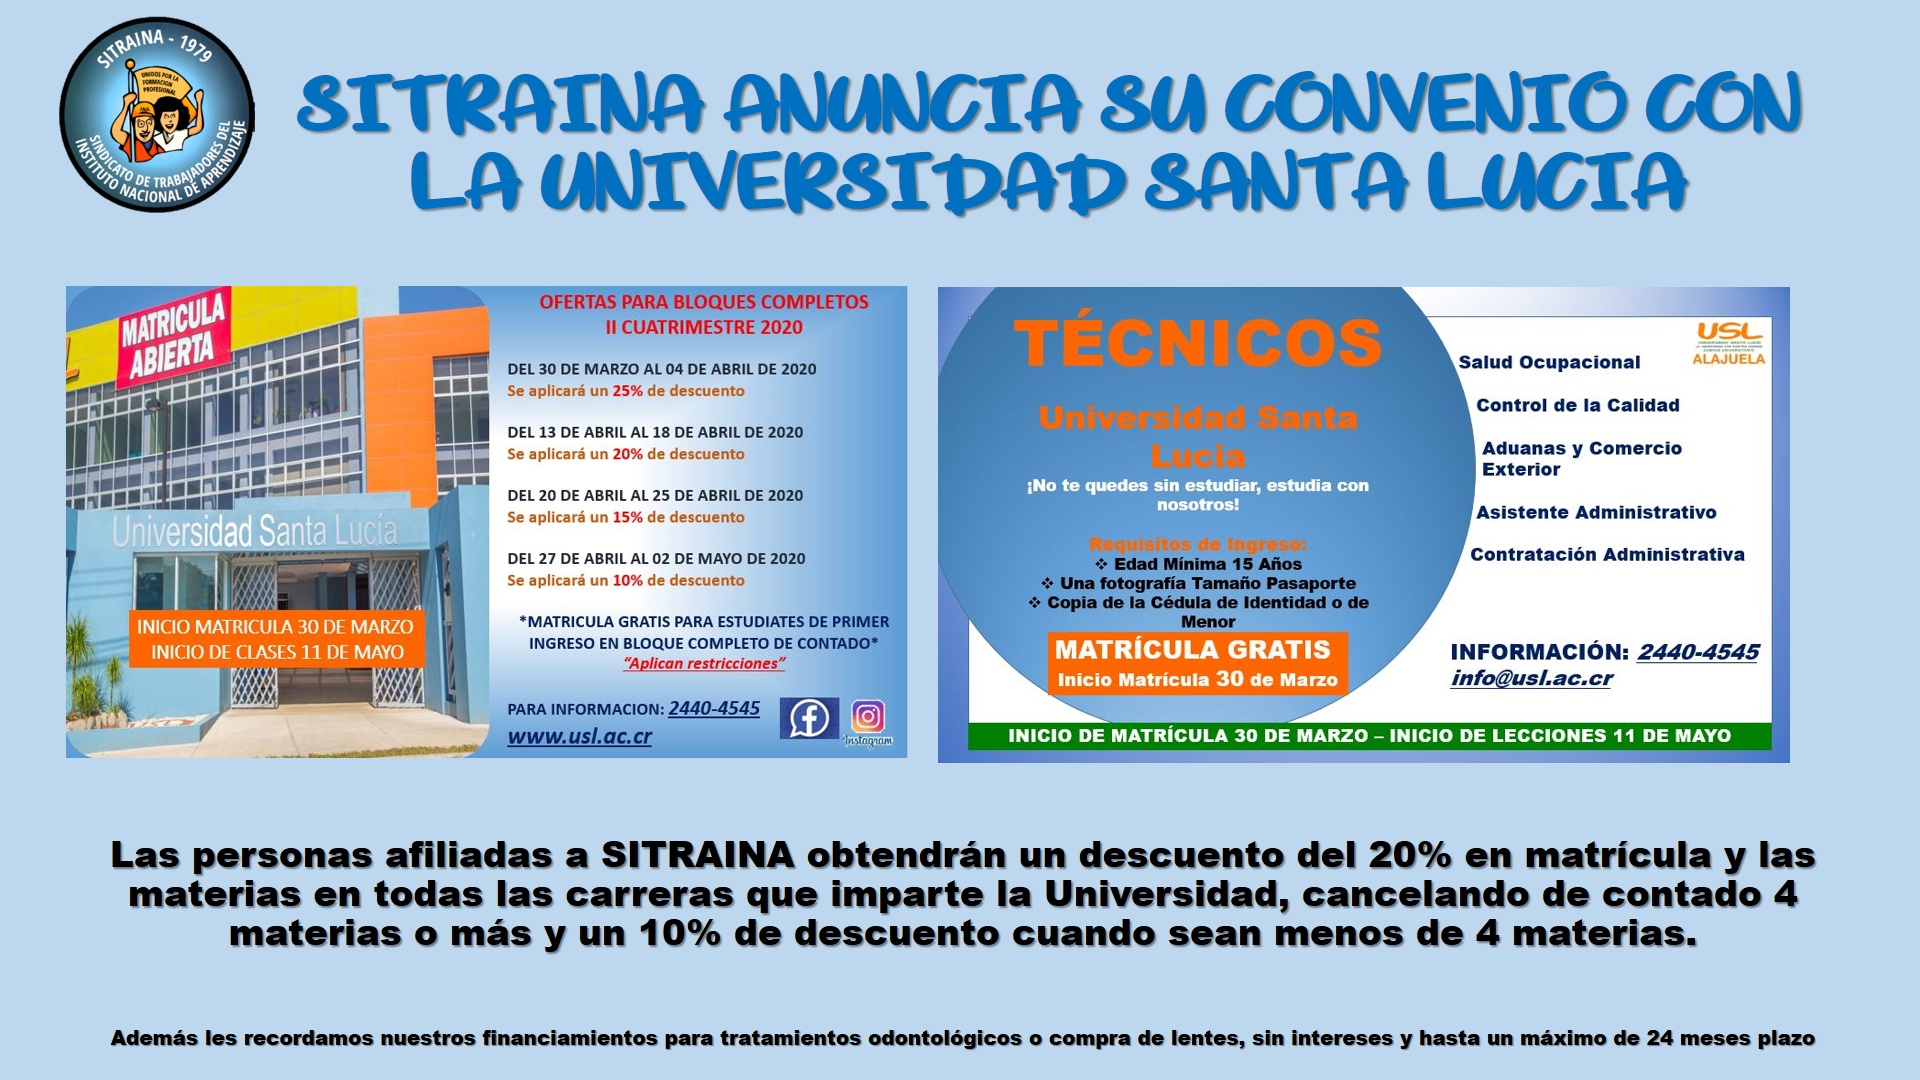 SITRAINA - 1979
UNIDOS POR LA
FORMACION
PROFESIONAL
SINDICATO DE TRABAJADORES DEL
INSTITUTO NACIONAL DE APRENDIZAJE
SITRAINA ANUNCIA SU CONVENIO CON
LA UNIVERSIDAD SANTA LUCIA
MATRICULA
ABIERTA
Universidad Santa Lucía
INICIO MATRICULA 30 DE MARZO
INICIO DE CLASES 11 DE MAYO
OFERTAS PARA BLOQUES COMPLETOS
II CUATRIMESTRE 2020
DEL 30 DE MARZO AL 04 DE ABRIL DE 2020
Se aplicará un 25% de descuento
DEL 13 DE ABRIL AL 18 DE ABRIL DE 2020
Se aplicará un 20% de descuento
DEL 20 DE ABRIL AL 25 DE ABRIL DE 2020
Se aplicará un 15% de descuento
DEL 27 DE ABRIL AL 02 DE MAYO DE 2020
Se aplicará un 10% de descuento
*MATRICULA GRATIS PARA ESTUDIATES DE PRIMER
INGRESO EN BLOQUE COMPLETO DE CONTADO*
“Aplican restricciones”
PARA INFORMACION: 2440-4545
www.usl.ac.cr
Instagram
TÉCNICOS
Universidad Santa
Lucia
¡No te quedes sin estudiar, estudia con
nosotros!
Requisitos de Ingreso:
❖ Edad Mínima 15 Años
❖ Una fotografía Tamaño Pasaporte
❖ Copia de la Cédula de Identidad o de
Menor
MATRÍCULA GRATIS
Inicio Matrícula 30 de Marzo
USL
ALAJUELA
Salud Ocupacional
Control de la Calidad
Aduanas y Comercio
Exterior
Asistente Administrativo
Contratación Administrativa
INFORMACIÓN: 2440-4545
info@usl.ac.cr
INICIO DE MATRÍCULA 30 DE MARZO – INICIO DE LECCIONES 11 DE MAYO
Las personas afiliadas a SITRAINA obtendrán un descuento del 20% en matrícula y las
materias en todas las carreras que imparte la Universidad, cancelando de contado 4
materias o más y un 10% de descuento cuando sean menos de 4 materias.
Además les recordamos nuestros financiamientos para tratamientos odontológicos o compra de lentes, sin intereses y hasta un máximo de 24 meses plazo